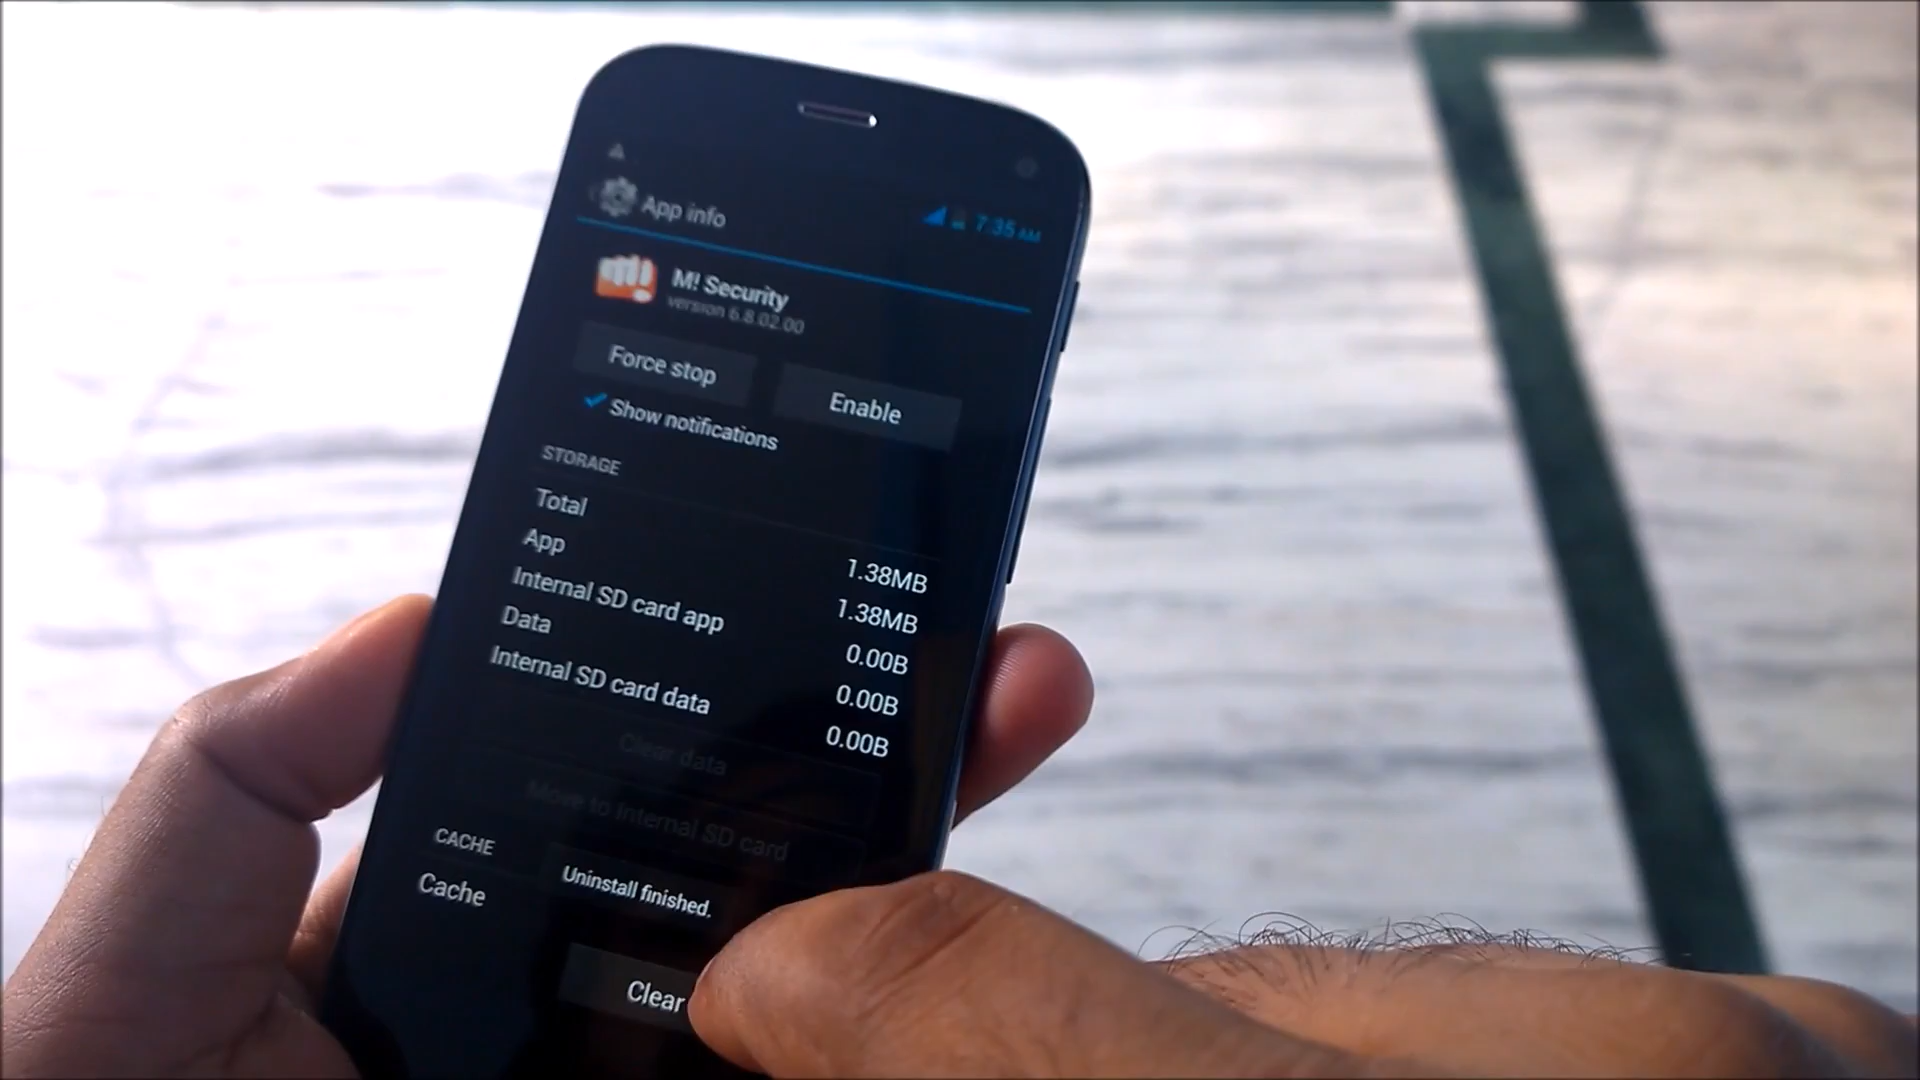 App info
7:35 AM
M! Security
version 6.8.02.00
Force stop
Enable
Show notifications
STORAGE
Total
1.38MB
App
1.38MB
Internal SD card app
0.00B
Data
0.00B
Internal SD card data
0.00B
Clear data
Move to Internal SD card
CACHE
Cache
Uninstall finished.
Clear